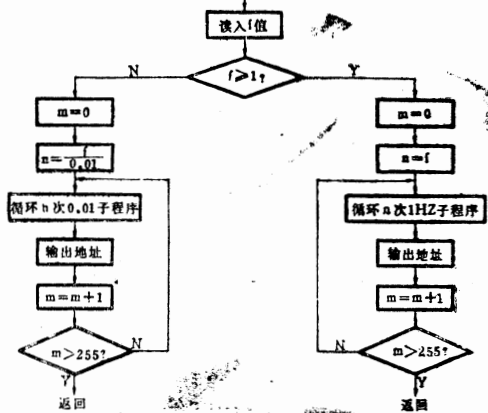 读入f值
f≥1?
N
Y
m=0
n=f/0.01
循环n次0.01子程序
输出地址
m=m+1
m>255?
N
Y
返回
m=0
n=f
循环n次1HZ子程序
输出地址
m=m+1
m>255?
N
Y
返回